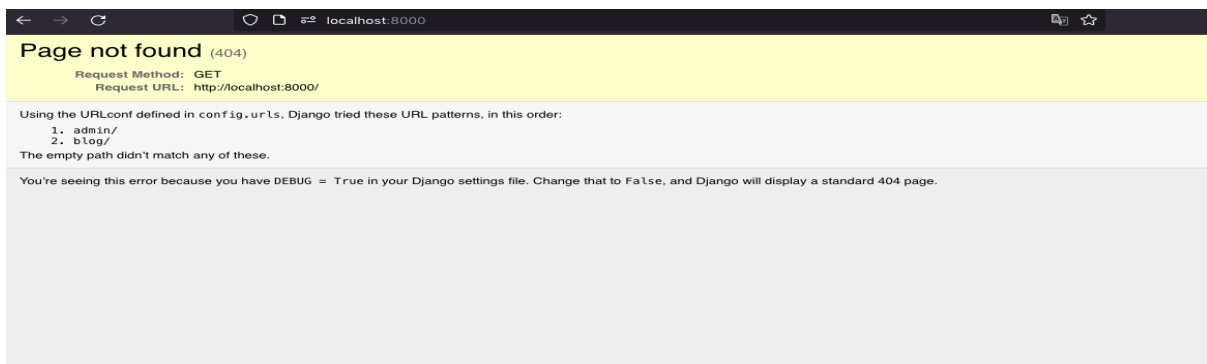 localhost:8000
Page not found (404)
Request Method: GET
Request URL: http://localhost:8000/
Using the URLconf defined in config.urls, Django tried these URL patterns, in this order:
1. admin/
2. blog/
The empty path didn't match any of these.
You're seeing this error because you have DEBUG = True in your Django settings file. Change that to False, and Django will display a standard 404 page.